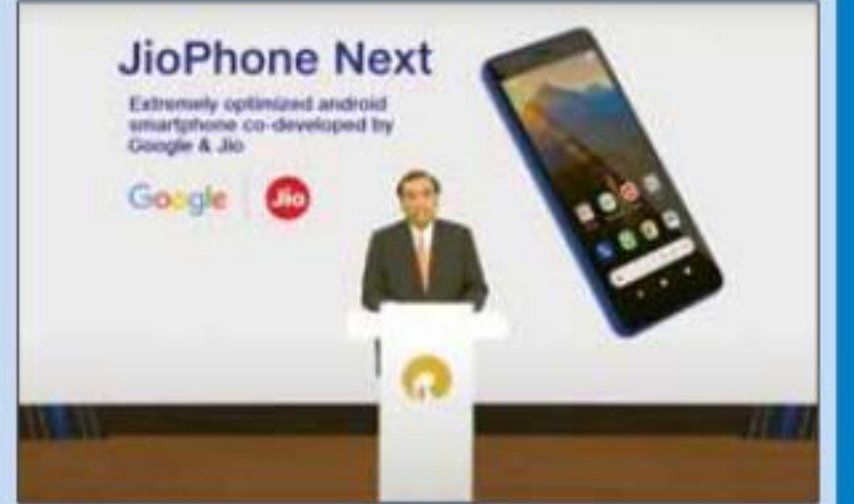 JioPhone Next
Extremely optimized android
smartphone co-developed by
Google & Jio
Google Jio